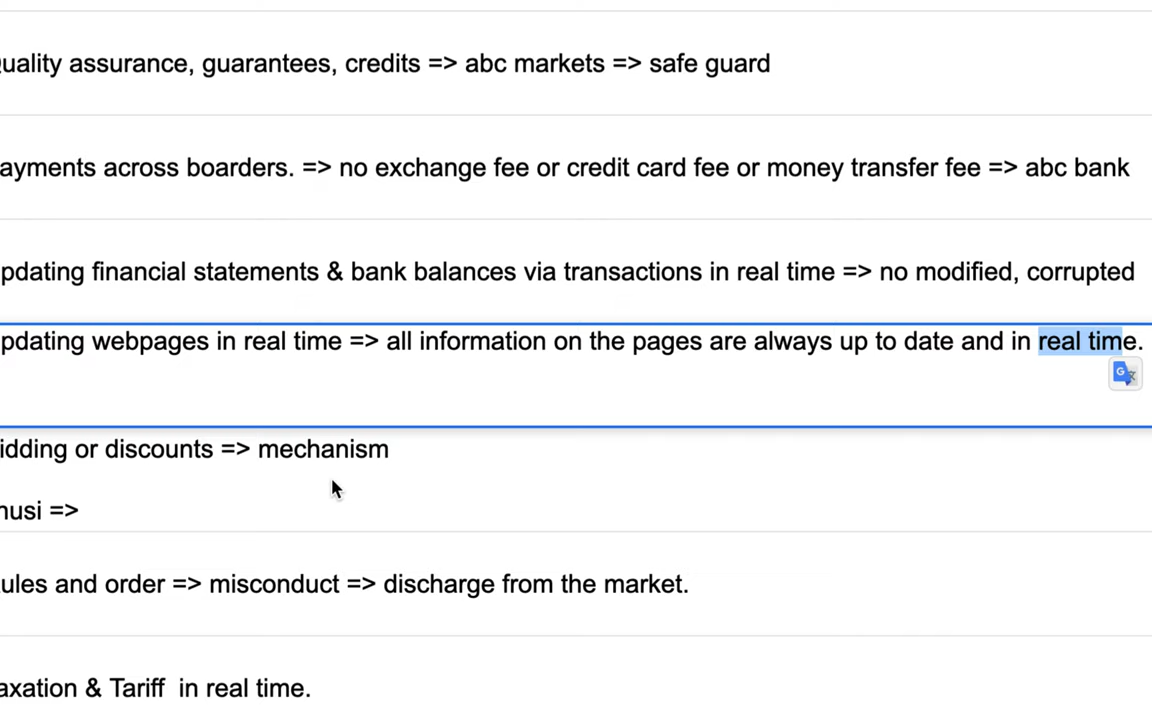 uality assurance, guarantees, credits => abc markets => safe guard
ayments across boarders. => no exchange fee or credit card fee or money transfer fee => abc bank
pdating financial statements & bank balances via transactions in real time => no modified, corrupted
pdating webpages in real time => all information on the pages are always up to date and in real time.
idding or discounts => mechanism
usi =>
ules and order => misconduct => discharge from the market.
axation & Tariff in real time.